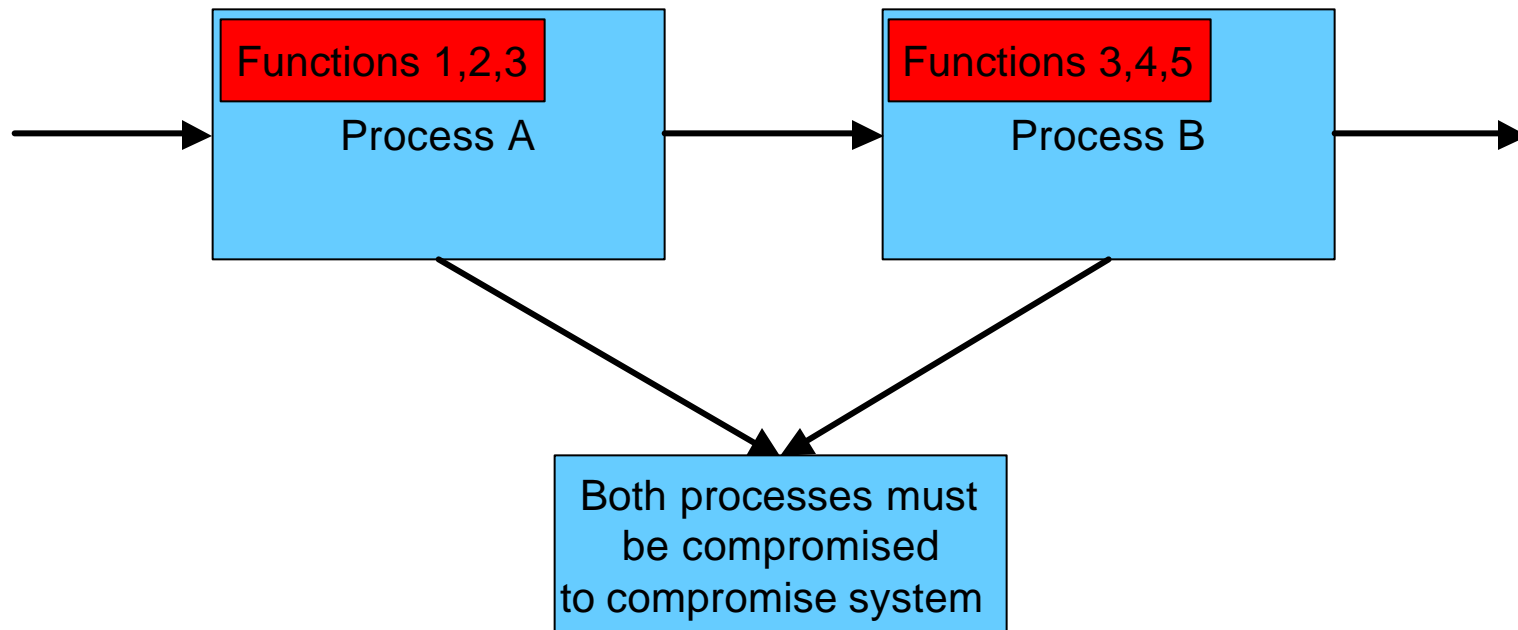 Functions 1,2,3
Process A
Functions 3,4,5
Process B
Both processes must
be compromised
to compromise system